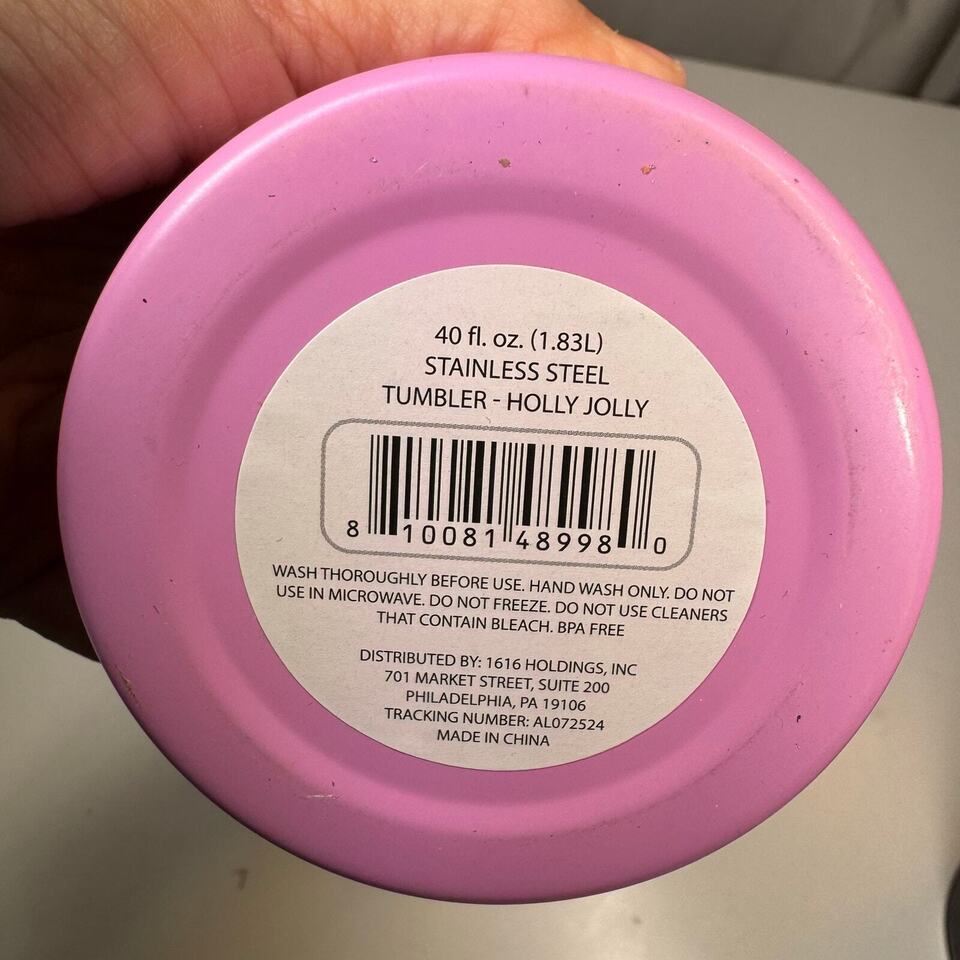 40 fl. oz. (1.83L)
STAINLESS STEEL
TUMBLER - HOLLY JOLLY
8 10081 48998 0
WASH THOROUGHLY BEFORE USE. HAND WASH ONLY. DO NOT
USE IN MICROWAVE. DO NOT FREEZE. DO NOT USE CLEANERS
THAT CONTAIN BLEACH. BPA FREE
DISTRIBUTED BY: 1616 HOLDINGS, INC
701 MARKET STREET, SUITE 200
PHILADELPHIA, PA 19106
TRACKING NUMBER: AL072524
MADE IN CHINA